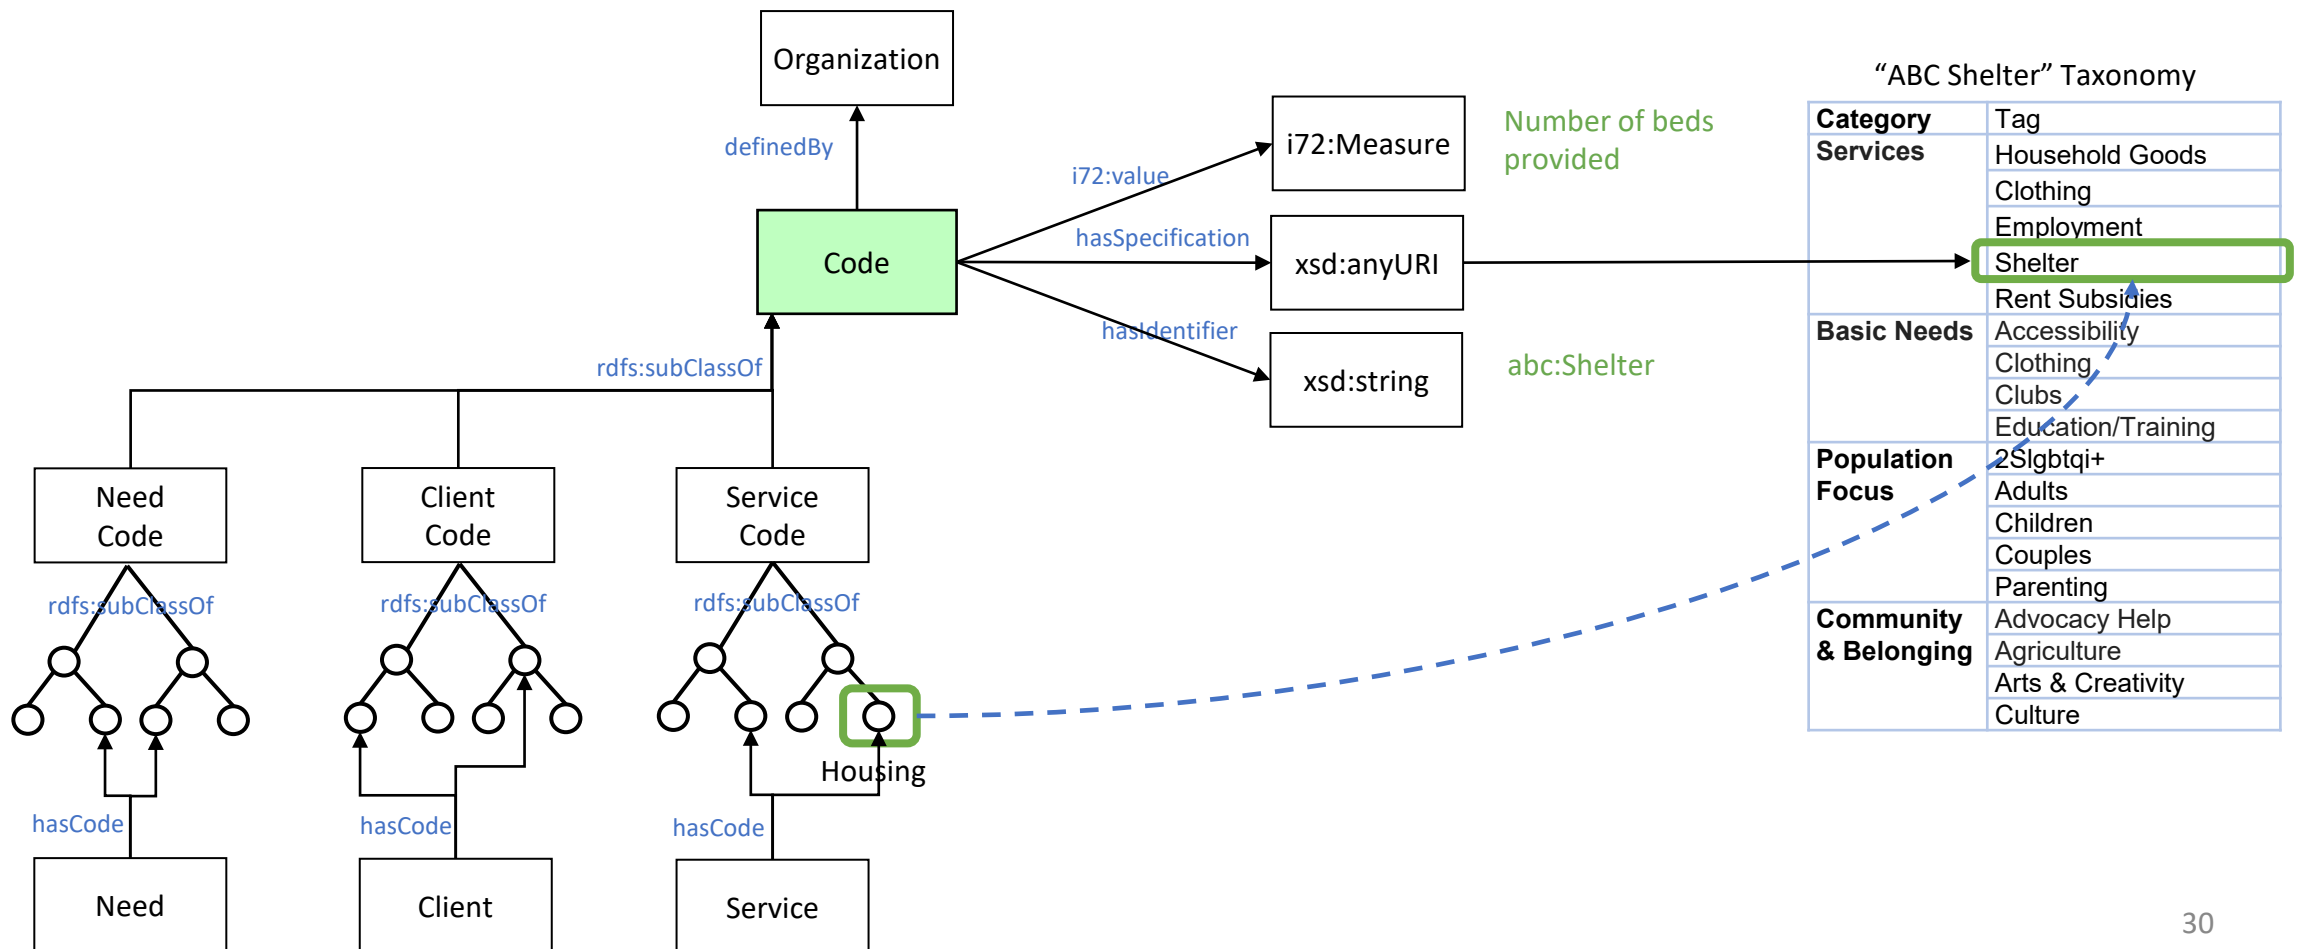 Organization
definedBy
Code
i72:value
hasSpecification
hasIdentifier
i72:Measure
xsd:anyURI
xsd:string
Number of beds
provided
abc:Shelter
rdfs:subClassOf
Need
Code
Client
Code
Service
Code
rdfs:subClassOf
rdfs:subClassOf
rdfs:subClassOf
Housing
hasCode
hasCode
hasCode
Need
Client
Service
“ABC Shelter” Taxonomy
Category Tag
Services Household Goods
Clothing
Employment
Shelter
Rent Subsidies
Basic Needs Accessibility
Clothing
Clubs
Education/Training
Population 2Slgbtqi+
Focus Adults
Children
Couples
Parenting
Community Advocacy Help
& Belonging Agriculture
Arts & Creativity
Culture
30